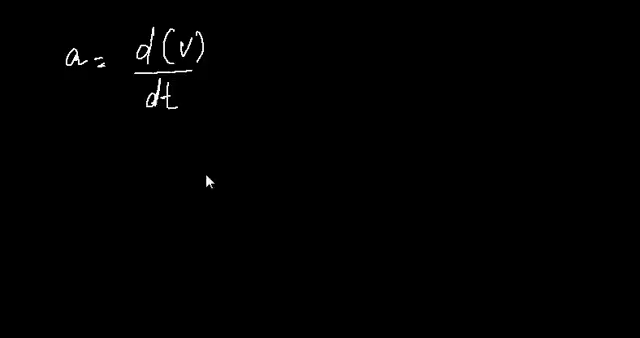 a = d(v)
dt